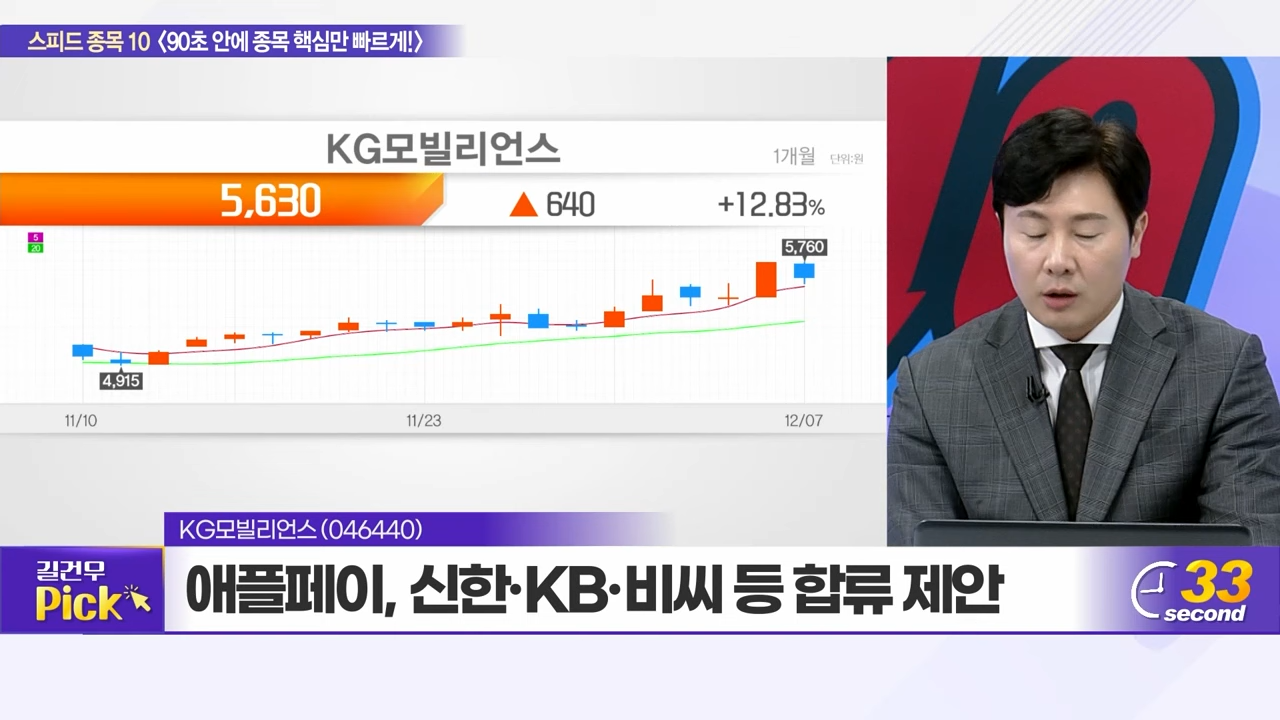 스피드 종목 10 〈90초 안에 종목 핵심만 빠르게!〉
KG모빌리언스
1개월 단위:원
5,630 ▲ 640 +12.83%
5
20
5,760
4,915
11/10 11/23 12/07
KG모빌리언스 (046440)
길건무
Pick
애플페이, 신한·KB·비씨 등 합류 제안
33
second